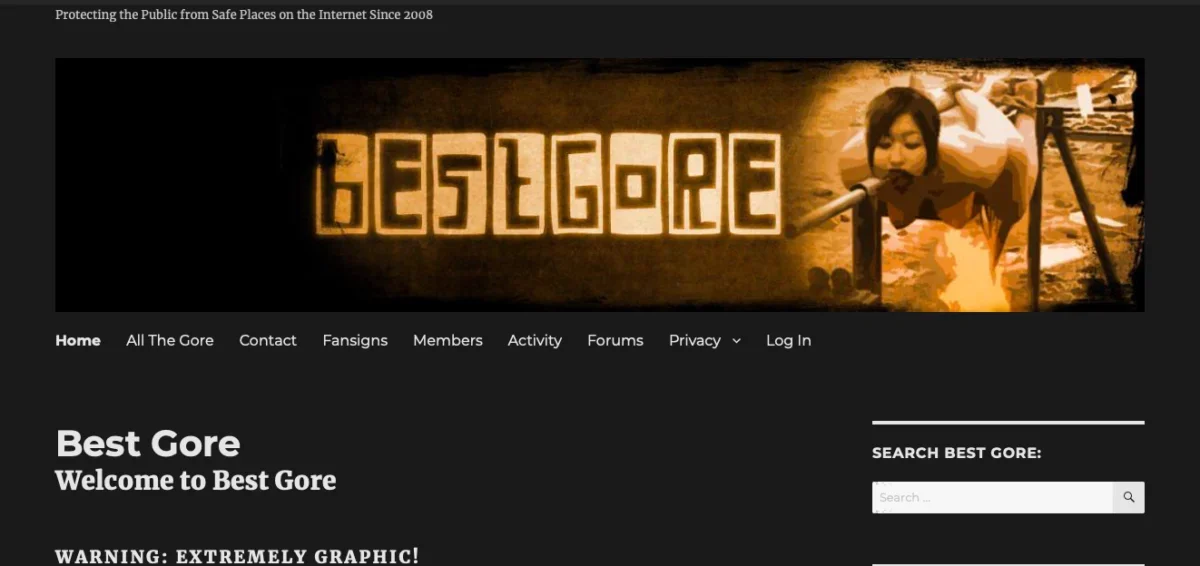 Protecting the Public from Safe Places on the Internet Since 2008
bESTGORE
Home All The Gore Contact Fansigns Members Activity Forums Privacy Log In
Best Gore
Welcome to Best Gore
SEARCH BEST GORE:
Search ...
WARNING: EXTREMELY GRAPHIC!